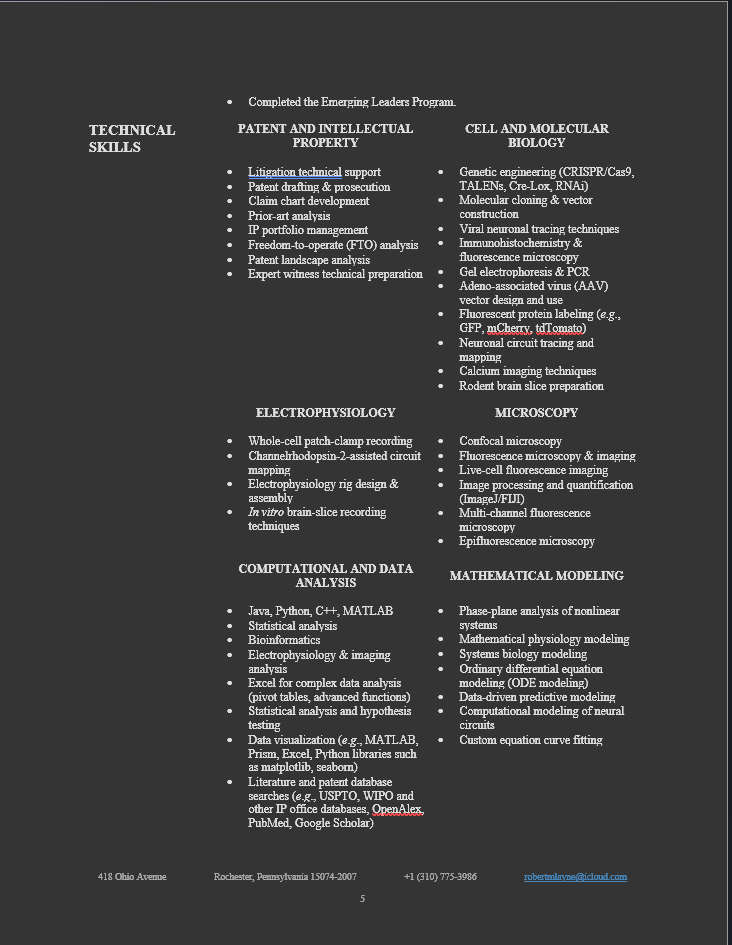 • Completed the Emerging Leaders Program.
TECHNICAL
SKILLS
PATENT AND INTELLECTUAL
PROPERTY
• Litigation technical support
• Patent drafting & prosecution
• Claim chart development
• Prior-art analysis
• IP portfolio management
• Freedom-to-operate (FTO) analysis
• Patent landscape analysis
• Expert witness technical preparation
CELL AND MOLECULAR
BIOLOGY
• Genetic engineering (CRISPR/Cas9,
TALENs, Cre-Lox, RNAi)
• Molecular cloning & vector
construction
• Viral neuronal tracing techniques
• Immunohistochemistry &
fluorescence microscopy
• Gel electrophoresis & PCR
• Adeno-associated virus (AAV)
vector design and use
• Fluorescent protein labeling (e.g.,
GFP, mCherry, tdTomato)
• Neuronal circuit tracing and
mapping
• Calcium imaging techniques
• Rodent brain slice preparation
ELECTROPHYSIOLOGY
• Whole-cell patch-clamp recording
• Channelrhodopsin-2-assisted circuit
mapping
• Electrophysiology rig design &
assembly
• In vitro brain-slice recording
techniques
MICROSCOPY
• Confocal microscopy
• Fluorescence microscopy & imaging
• Live-cell fluorescence imaging
• Image processing and quantification
(ImageJ/FIJI)
• Multi-channel fluorescence
microscopy
• Epifluorescence microscopy
COMPUTATIONAL AND DATA
ANALYSIS
• Java, Python, C++, MATLAB
• Statistical analysis
• Bioinformatics
• Electrophysiology & imaging
analysis
• Excel for complex data analysis
(pivot tables, advanced functions)
• Statistical analysis and hypothesis
testing
• Data visualization (e.g., MATLAB,
Prism, Excel, Python libraries such
as matplotlib, seaborn)
• Literature and patent database
searches (e.g., USPTO, WIPO and
other IP office databases, OpenAlex,
PubMed, Google Scholar)
MATHEMATICAL MODELING
• Phase-plane analysis of nonlinear
systems
• Mathematical physiology modeling
• Systems biology modeling
• Ordinary differential equation
modeling (ODE modeling)
• Data-driven predictive modeling
• Computational modeling of neural
circuits
• Custom equation curve fitting
418 Ohio Avenue Rochester, Pennsylvania 15074-2007 +1 (310) 775-3986 robertmlayne@icloud.com
5